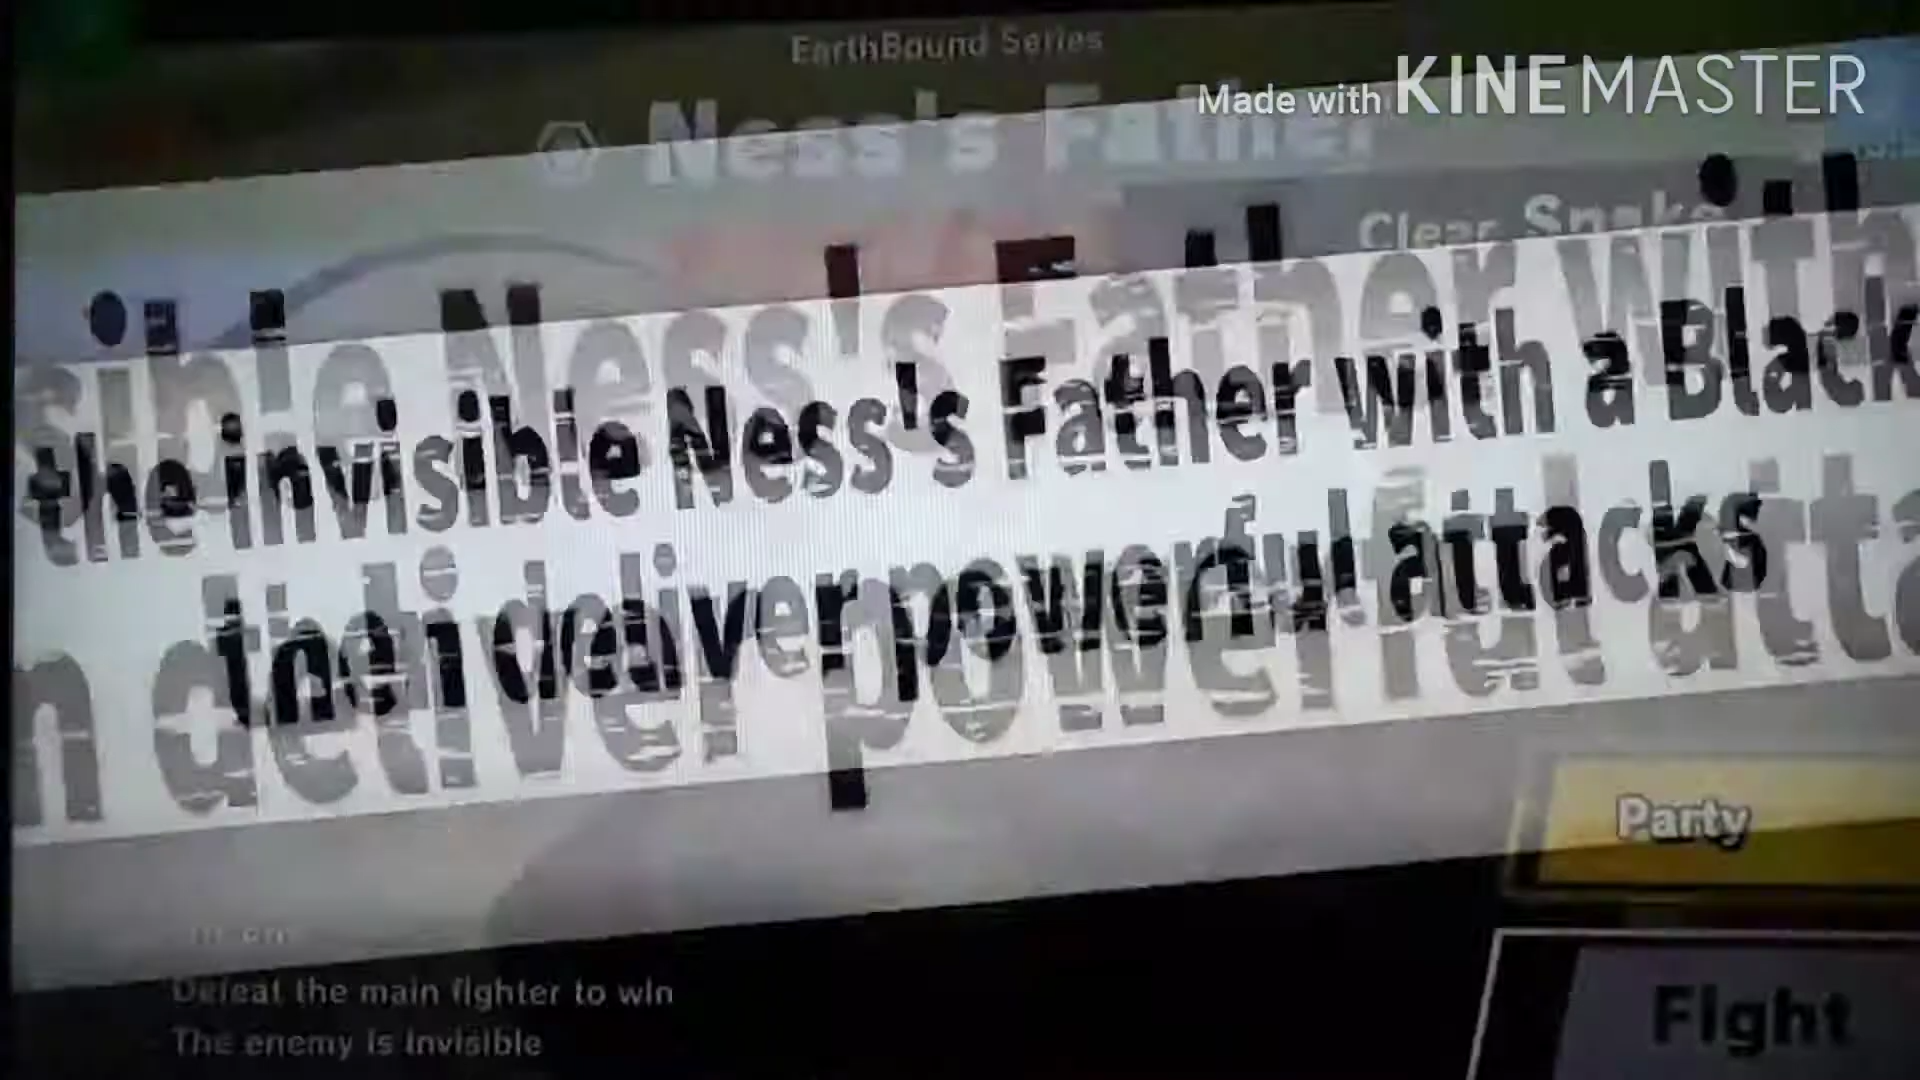 EarthBound Series
Made with KINEMASTER
Ness's Father
Clear Snake
the invisible Ness's Father with a Black
then deliver powerful attacks
Party
Defeat the main fighter to win
The enemy is invisible
Fight